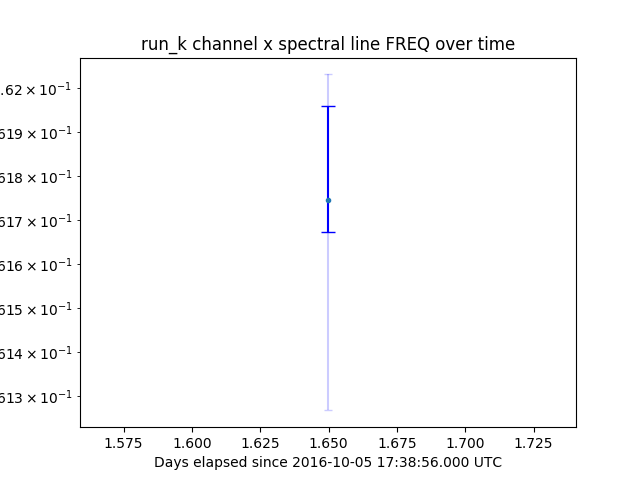 run_k channel x spectral line FREQ over time
.62 × 10⁻¹
619 × 10⁻¹
618 × 10⁻¹
617 × 10⁻¹
616 × 10⁻¹
615 × 10⁻¹
614 × 10⁻¹
613 × 10⁻¹
1.575 1.600 1.625 1.650 1.675 1.700 1.725
Days elapsed since 2016-10-05 17:38:56.000 UTC